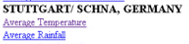 STUTTGART/ SCHNA, GERMANY
Average Temperature
Average Rainfall